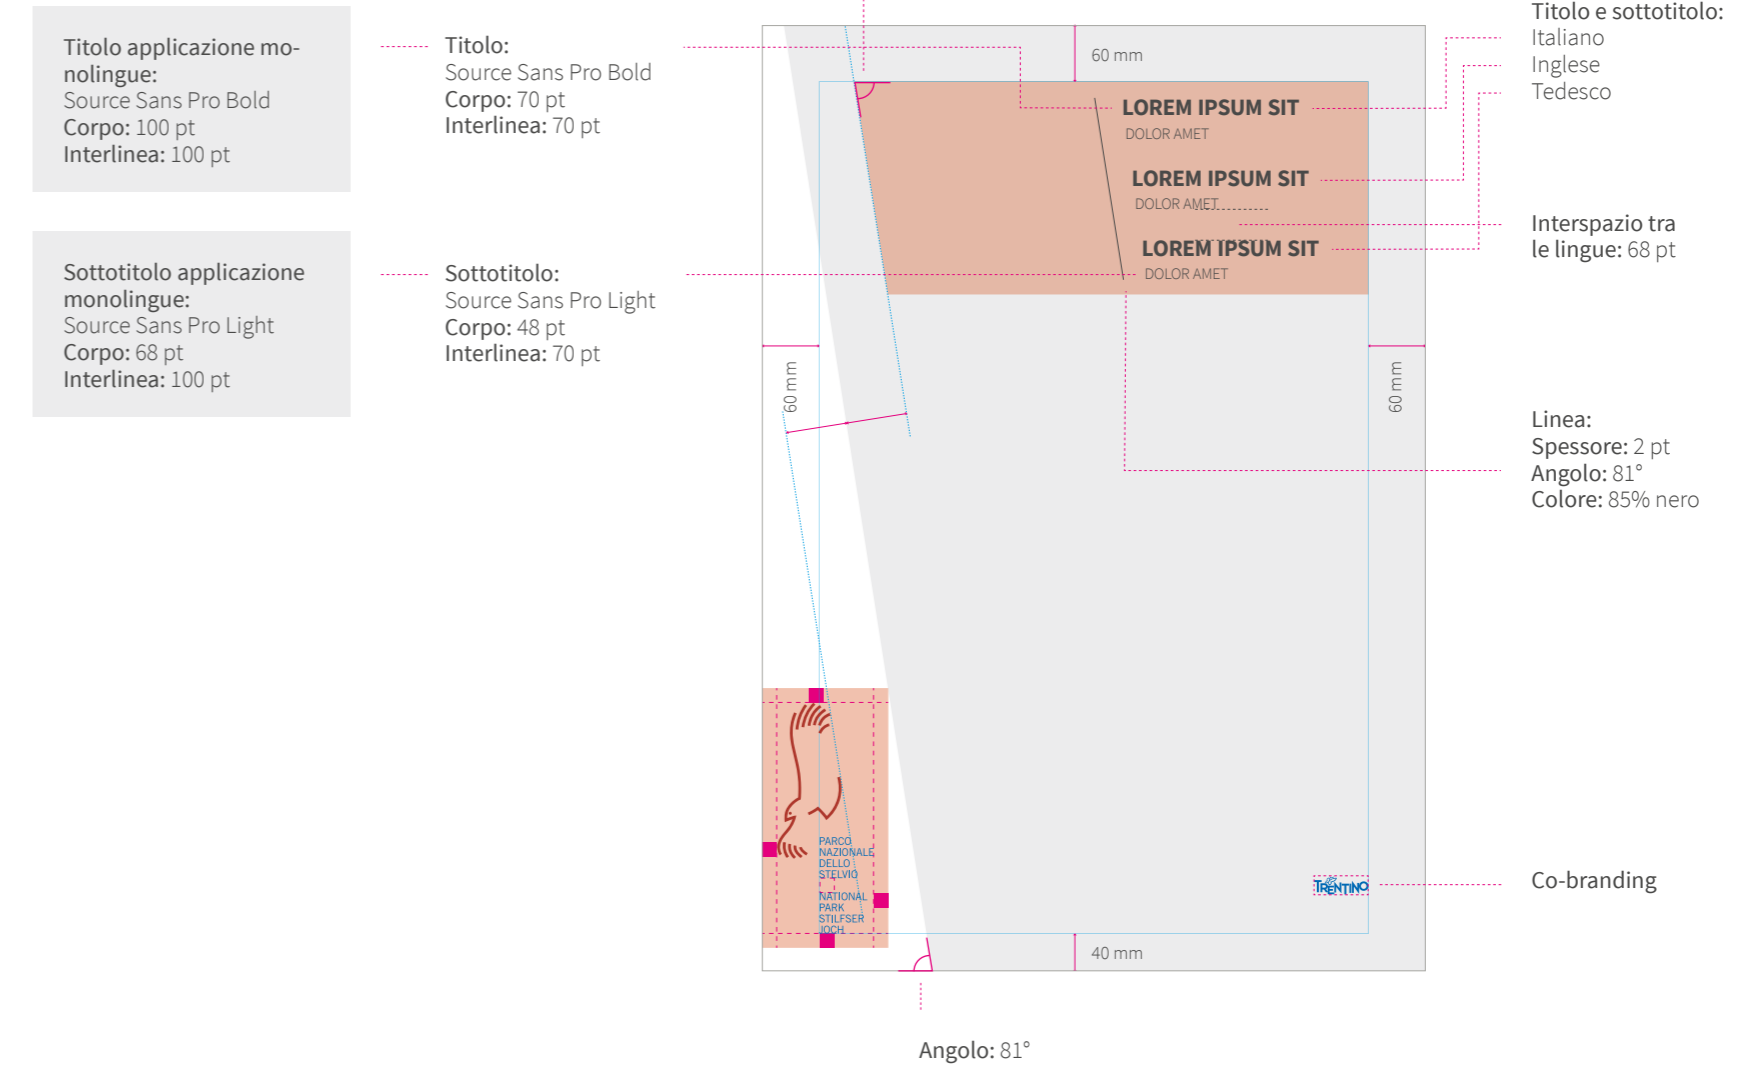 Titolo applicazione mo-
nolingue:
Source Sans Pro Bold
Corpo: 100 pt
Interlinea: 100 pt
Sottotitolo applicazione
monolingue:
Source Sans Pro Light
Corpo: 68 pt
Interlinea: 100 pt
Titolo:
Source Sans Pro Bold
Corpo: 70 pt
Interlinea: 70 pt
Sottotitolo:
Source Sans Pro Light
Corpo: 48 pt
Interlinea: 70 pt
60 mm
LOREM IPSUM SIT
DOLOR AMET
LOREM IPSUM SIT
DOLOR AMET
LOREM IPSUM SIT
DOLOR AMET
60 mm
60 mm
PARCO
NAZIONALE
DELLO
STELVIO
NATIONAL
PARK
STILFSER
JOCH
TRENTINO
40 mm
Angolo: 81°
Titolo e sottotitolo:
Italiano
Inglese
Tedesco
Interspazio tra
le lingue: 68 pt
Linea:
Spessore: 2 pt
Angolo: 81°
Colore: 85% nero
Co-branding